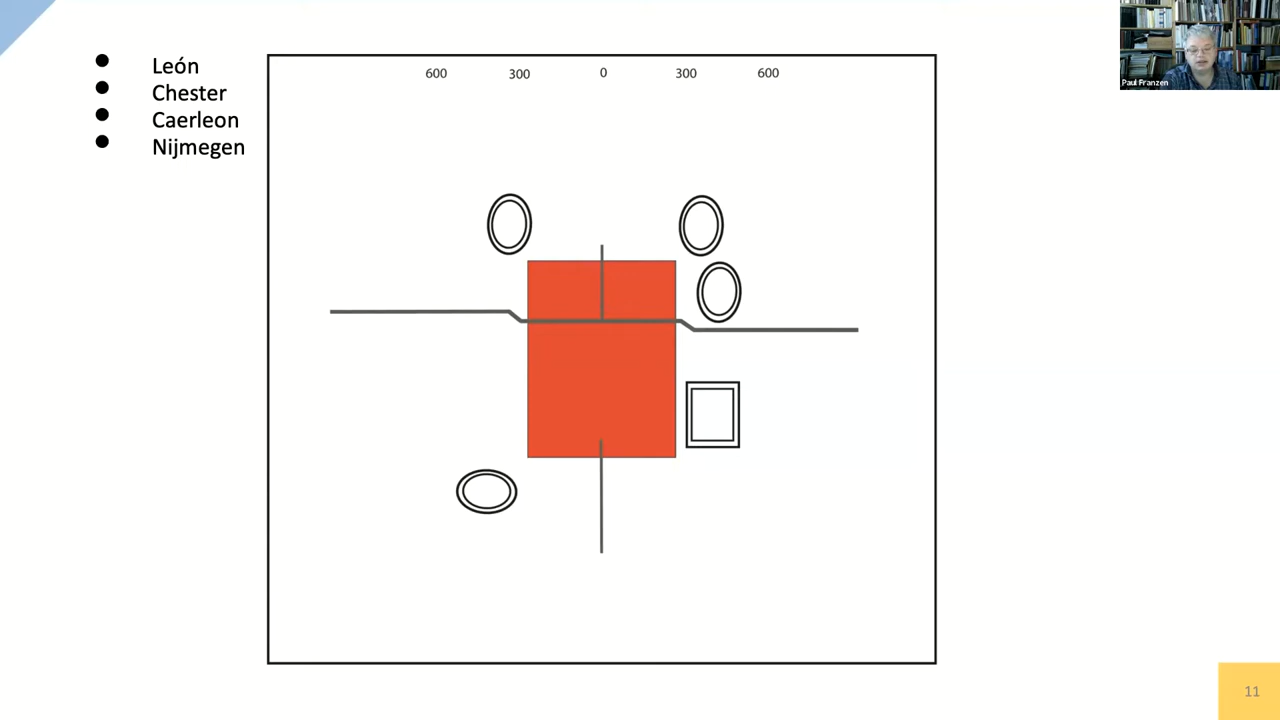 León
Chester
Caerleon
Nijmegen
600 300 0 300 600
Paul Franzen
11